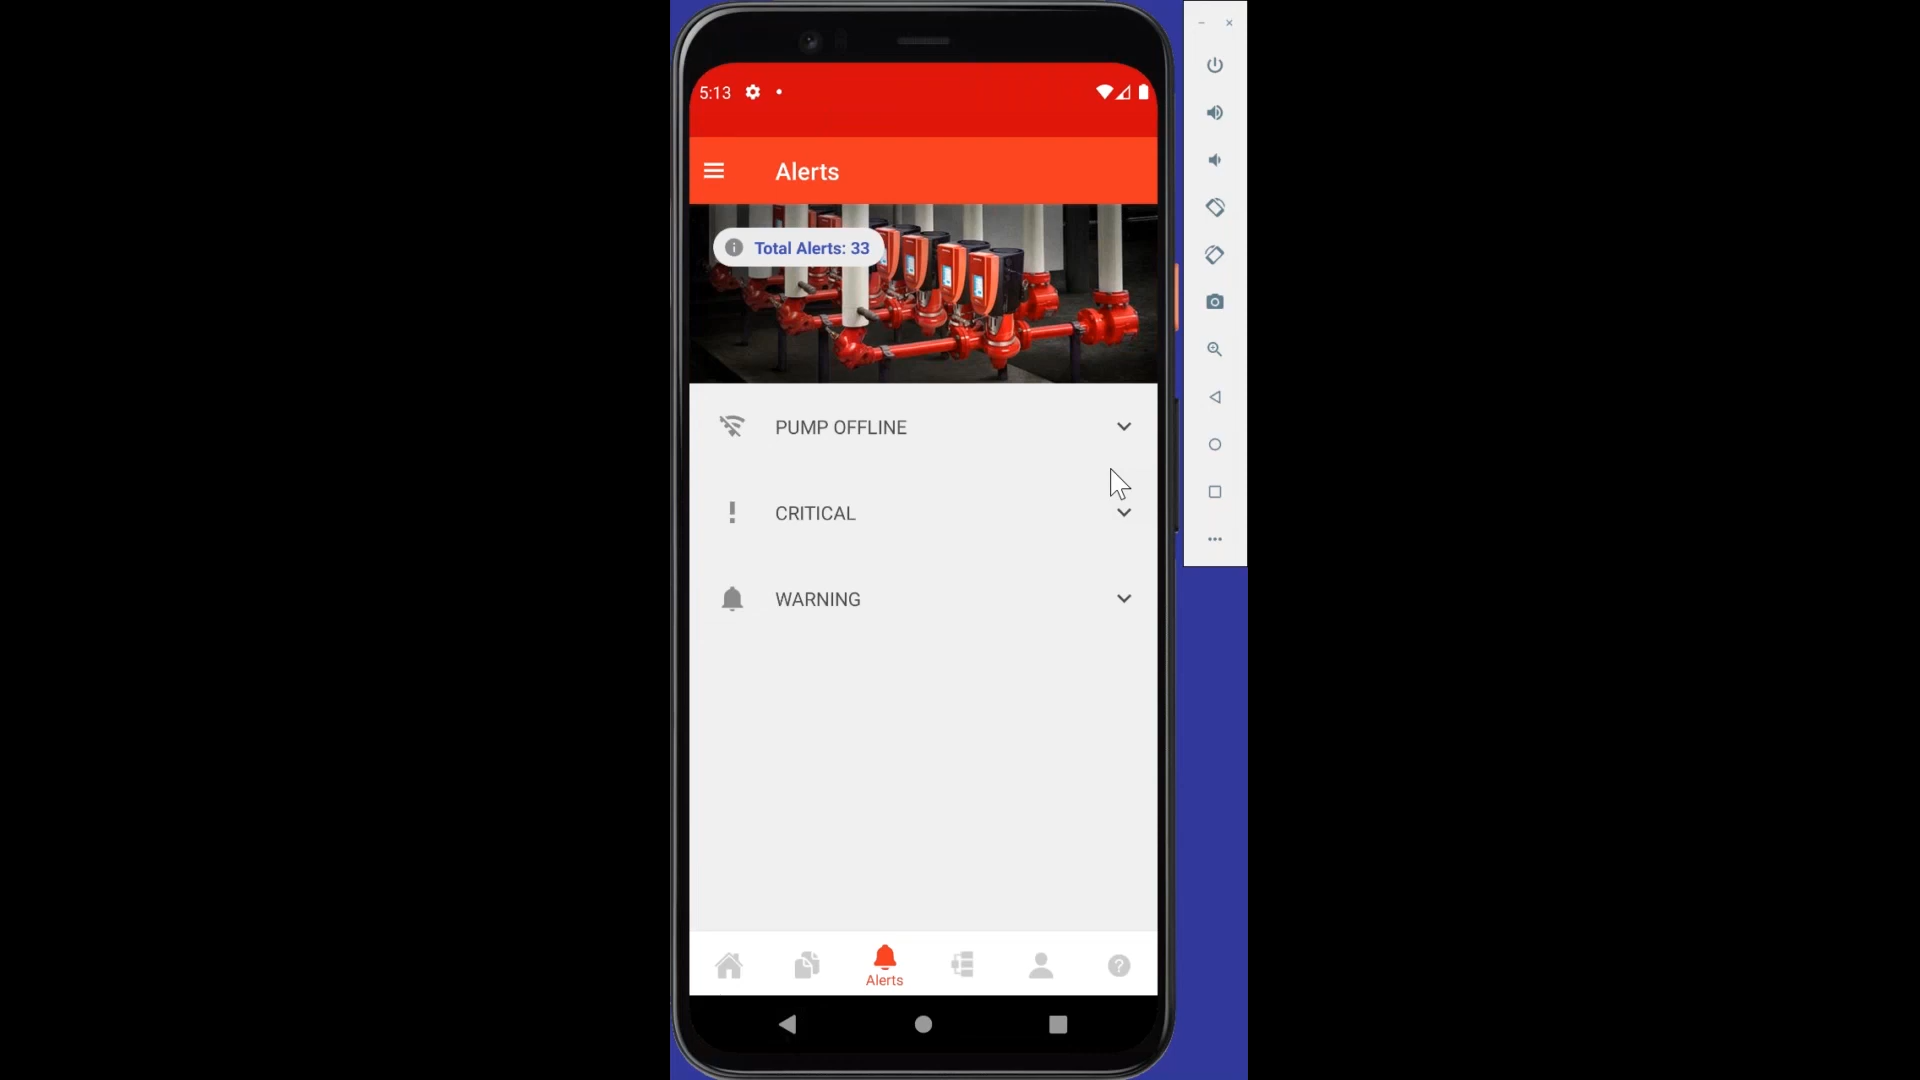 5:13
Alerts
Total Alerts: 33
PUMP OFFLINE
CRITICAL
WARNING
Alerts